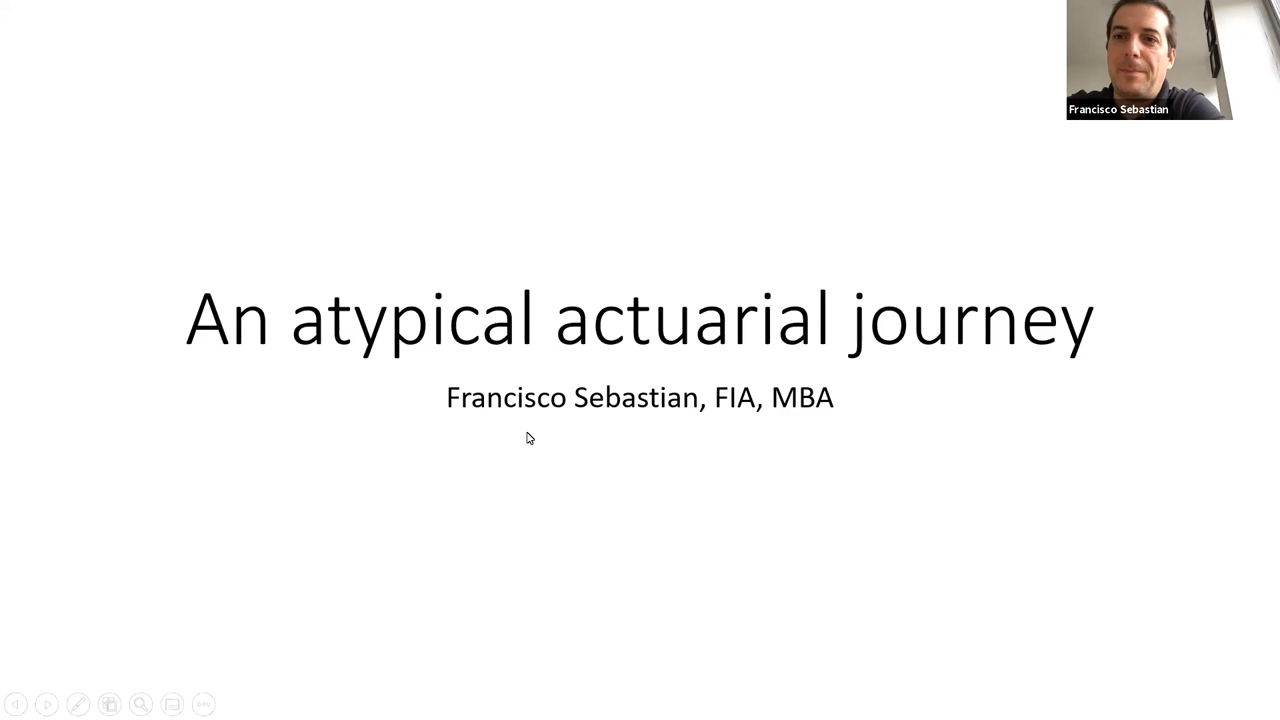 Francisco Sebastian
An atypical actuarial journey
Francisco Sebastian, FIA, MBA